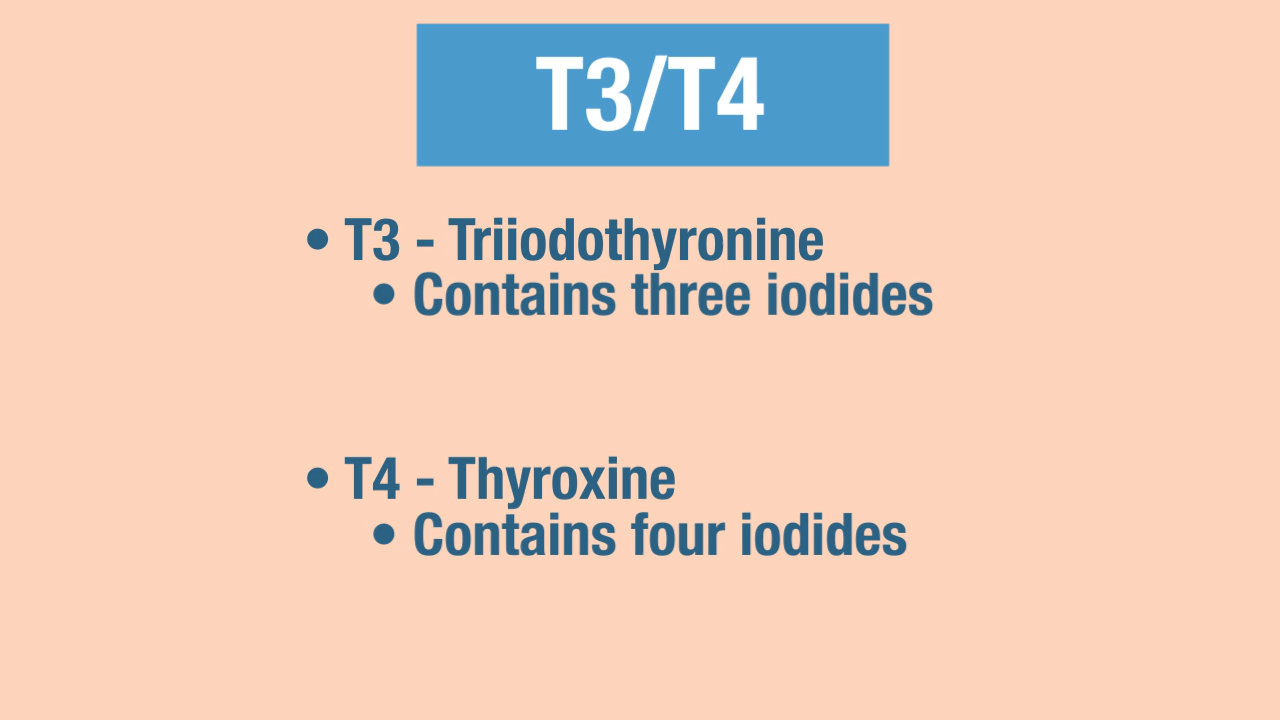 T3/T4
• T3 - Triiodothyronine
• Contains three iodides
• T4 - Thyroxine
• Contains four iodides